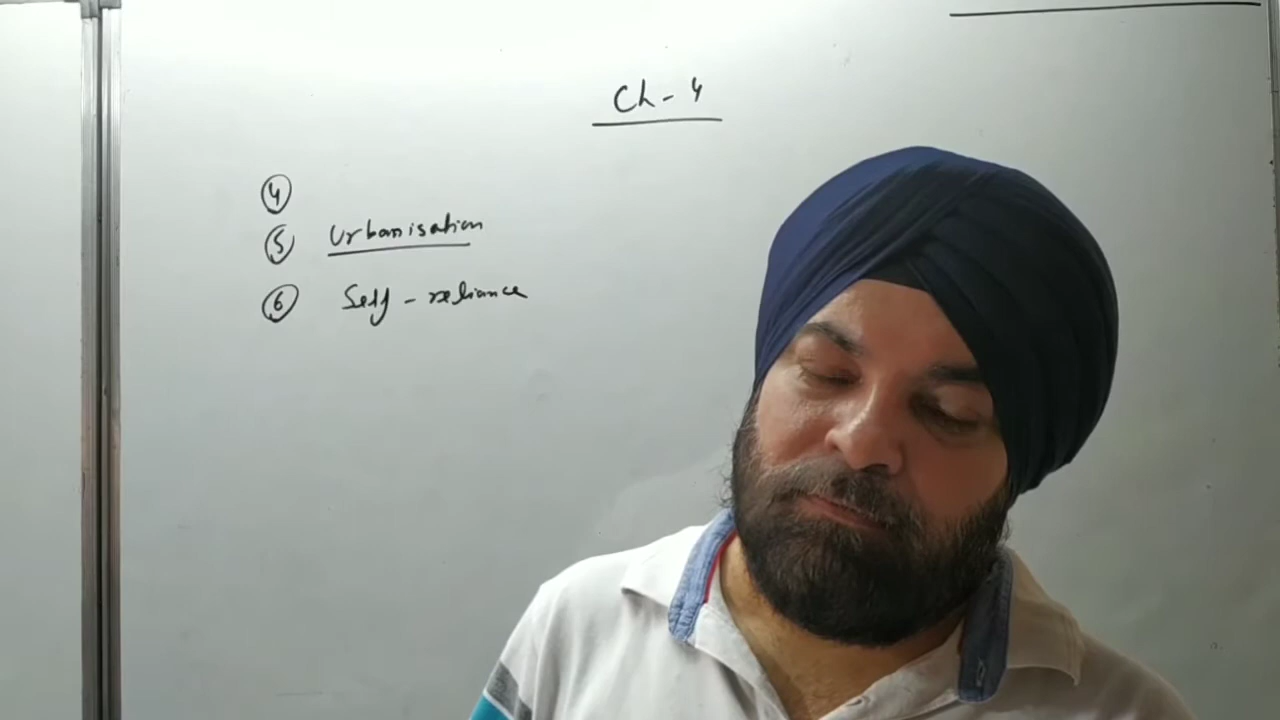 Ch - 4
④
⑤ Urbanisation
⑥ Self - reliance